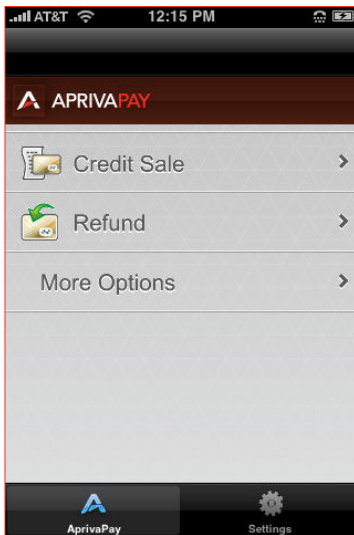 AT&T 12:15 PM
APRIVAPAY
Credit Sale
Refund
More Options
AprivaPay Settings